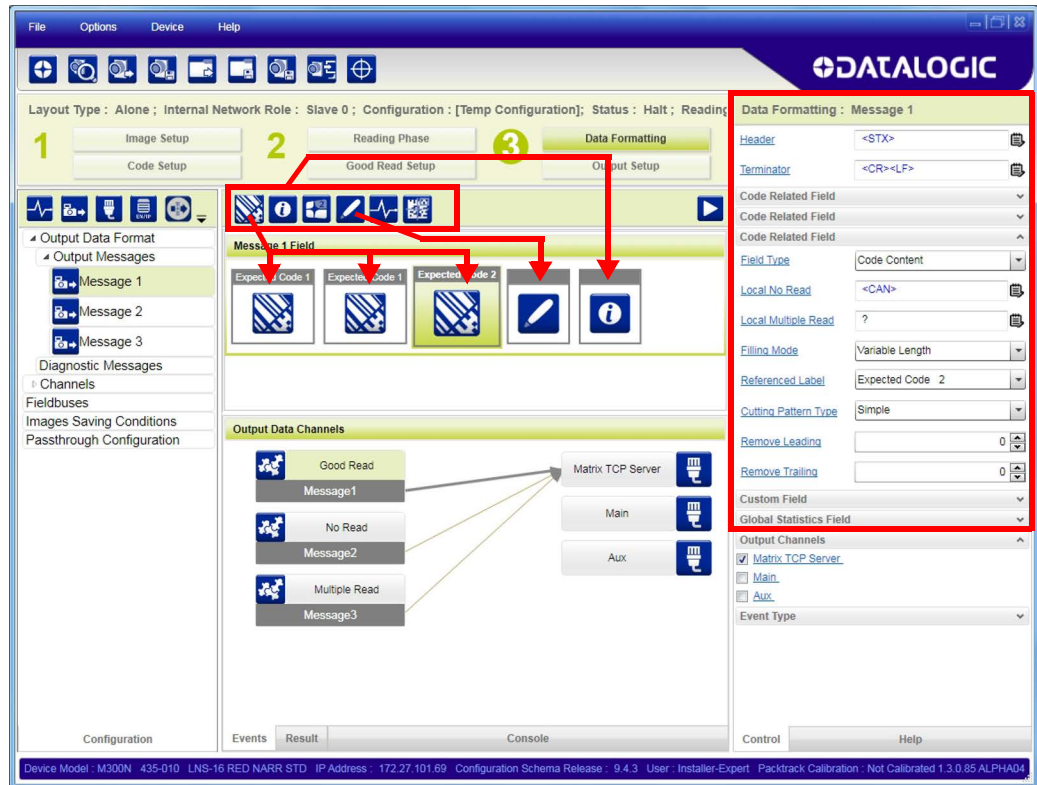 File Options Device Help
DATALOGIC
Layout Type : Alone ; Internal Network Role : Slave 0 ; Configuration : [Temp Configuration]; Status : Halt ; Reading
1
Image Setup
Code Setup
2
Reading Phase
Good Read Setup
3
Data Formatting
Output Setup
EN/IP
Output Data Format
Output Messages
Message 1
Message 2
Message 3
Diagnostic Messages
Channels
Fieldbuses
Images Saving Conditions
Passthrough Configuration
Configuration
Message 1 Field
Expected Code 1
Expected Code 1
Expected Code 2
Output Data Channels
Good Read
Message1
No Read
Message2
Multiple Read
Message3
Matrix TCP Server
Main
Aux
Events Result Console
Data Formatting : Message 1
Header <STX>
Terminator <CR><LF>
Code Related Field
Code Related Field
Code Related Field
Field Type Code Content
Local No Read <CAN>
Local Multiple Read ?
Filling Mode Variable Length
Referenced Label Expected Code 2
Cutting Pattern Type Simple
Remove Leading 0
Remove Trailing 0
Custom Field
Global Statistics Field
Output Channels
Matrix TCP Server
Main
Aux
Event Type
Control Help
Device Model : M300N 435-010 LNS-16 RED NARR STD IP Address : 172.27.101.69 Configuration Schema Release : 9.4.3 User : Installer-Expert Packtrack Calibration : Not Calibrated 1.3.0.85 ALPHA04